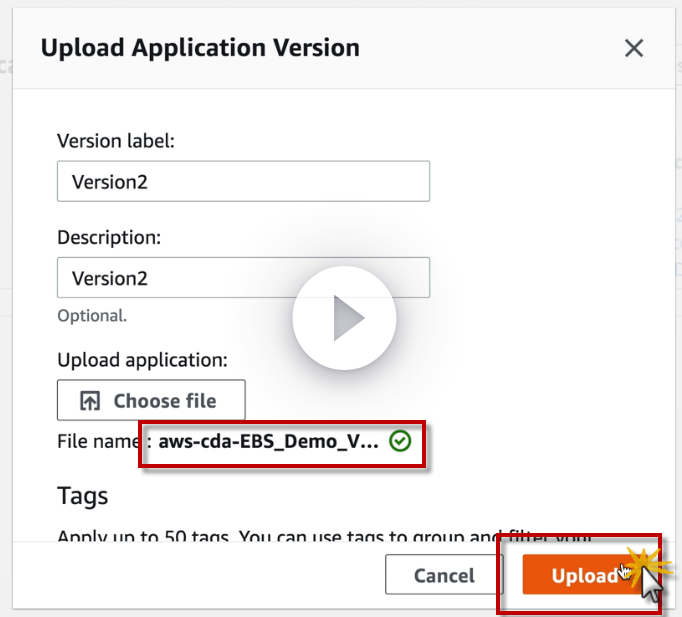 Upload Application Version
Version label:
Version2
Description:
Version2
Optional.
Upload application:
Choose file
File name : aws-cda-EBS_Demo_V...
Tags
Apply up to 50 tags. You can use tags to group and filter your
Cancel
Upload